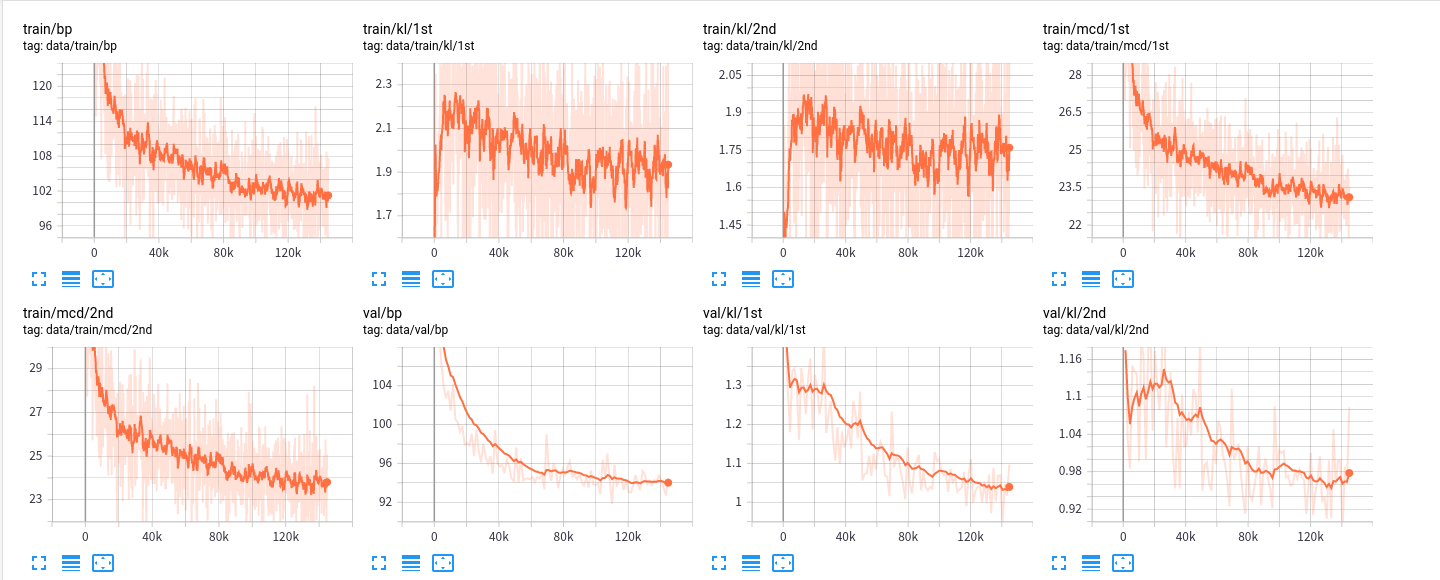 train/bp
tag: data/train/bp
120
114
108
102
96
0 40k 80k 120k
train/kl/1st
tag: data/train/kl/1st
2.3
2.1
1.9
1.7
0 40k 80k 120k
train/kl/2nd
tag: data/train/kl/2nd
2.05
1.9
1.75
1.6
1.45
0 40k 80k 120k
train/mcd/1st
tag: data/train/mcd/1st
28
26.5
25
23.5
22
0 40k 80k 120k
train/mcd/2nd
tag: data/train/mcd/2nd
29
27
25
23
0 40k 80k 120k
val/bp
tag: data/val/bp
104
100
96
92
0 40k 80k 120k
val/kl/1st
tag: data/val/kl/1st
1.3
1.2
1.1
1
0 40k 80k 120k
val/kl/2nd
tag: data/val/kl/2nd
1.16
1.1
1.04
0.98
0.92
0 40k 80k 120k